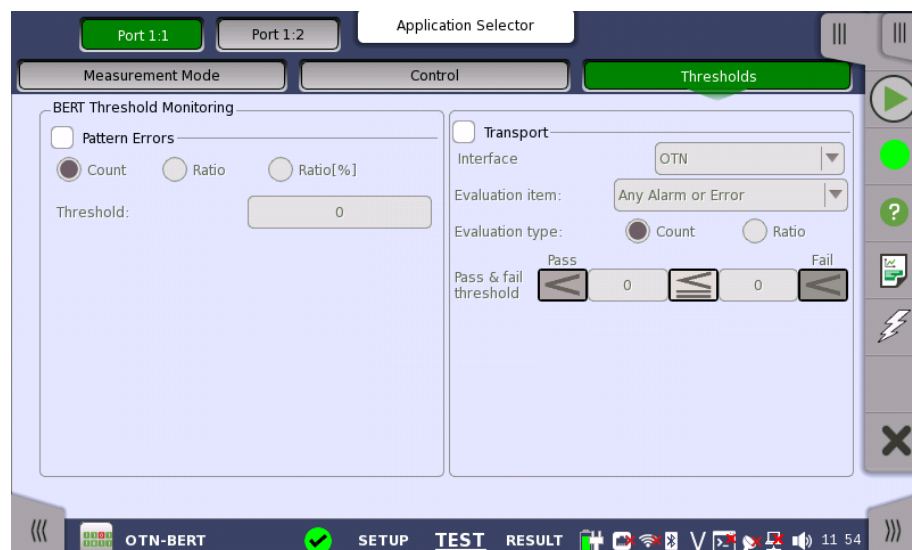 Application Selector
Port 1:1 Port 1:2
Measurement Mode Control Thresholds
BERT Threshold Monitoring
Pattern Errors
Count Ratio Ratio[%]
Threshold: 0
Transport
Interface OTN
Evaluation item: Any Alarm or Error
Evaluation type: Count Ratio
Pass Fail
Pass & fail
threshold < 0 ≦ 0 <
OTN-BERT SETUP TEST RESULT V 11 54